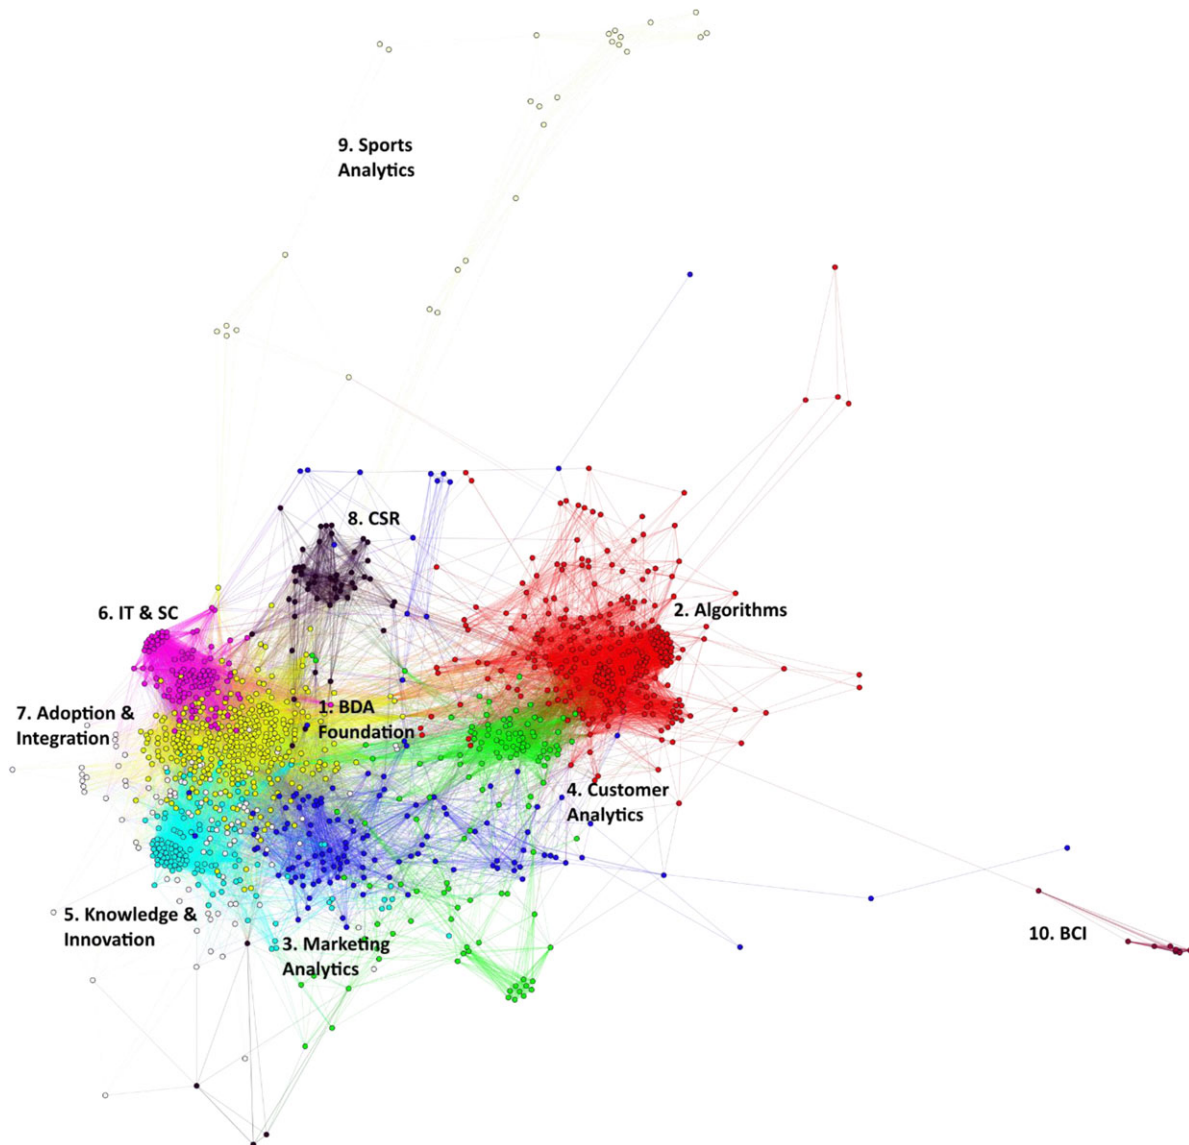 9. Sports
Analytics
8. CSR
6. IT & SC
2. Algorithms
7. Adoption &
Integration
1. BDA
Foundation
4. Customer
Analytics
5. Knowledge &
Innovation
3. Marketing
Analytics
10. BCI